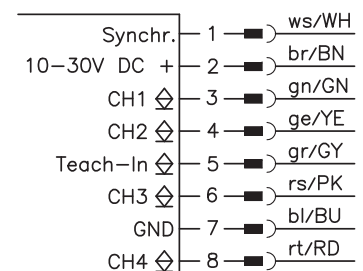 Synchr. 1 ws/WH
10-30V DC + 2 br/BN
CH1 3 gn/GN
CH2 4 ge/YE
Teach-In 5 gr/GY
CH3 6 rs/PK
GND 7 bl/BU
CH4 8 rt/RD